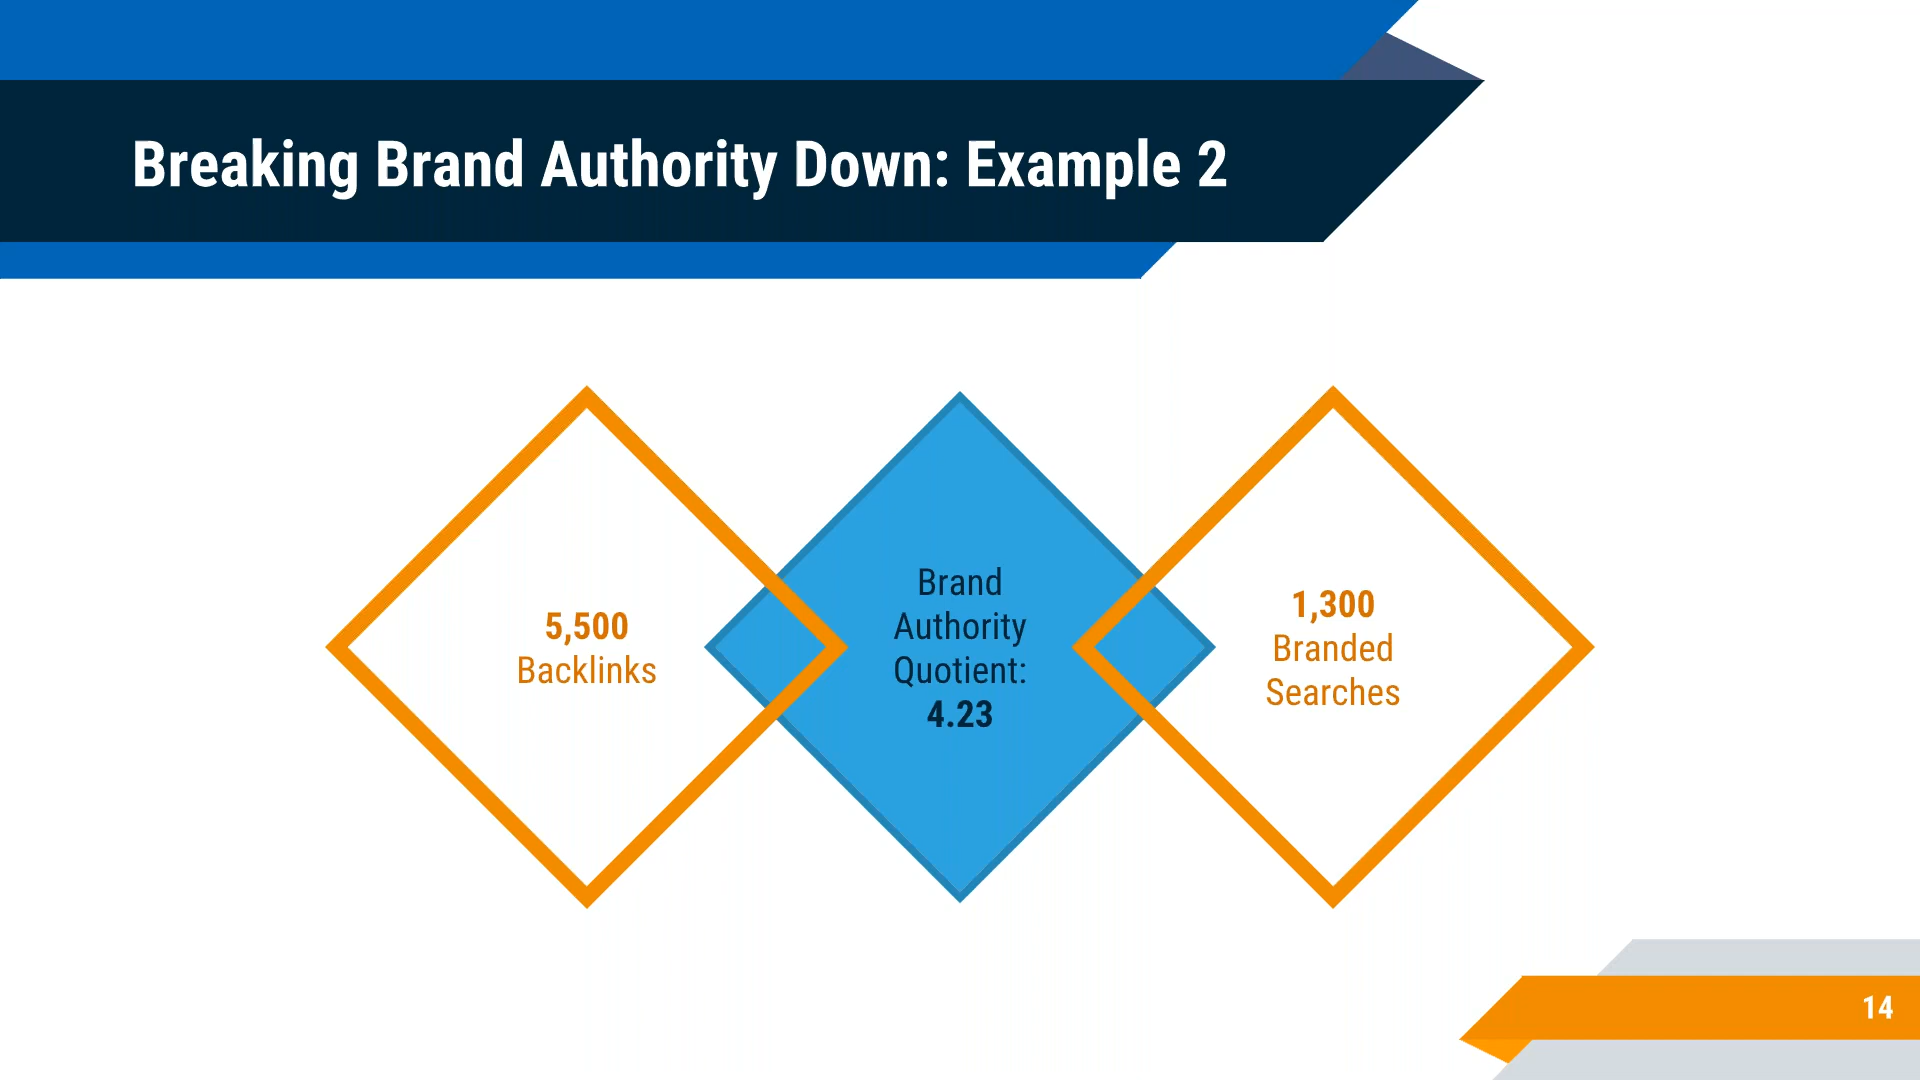 Breaking Brand Authority Down: Example 2
5,500
Backlinks
Brand
Authority
Quotient:
4.23
1,300
Branded
Searches
14